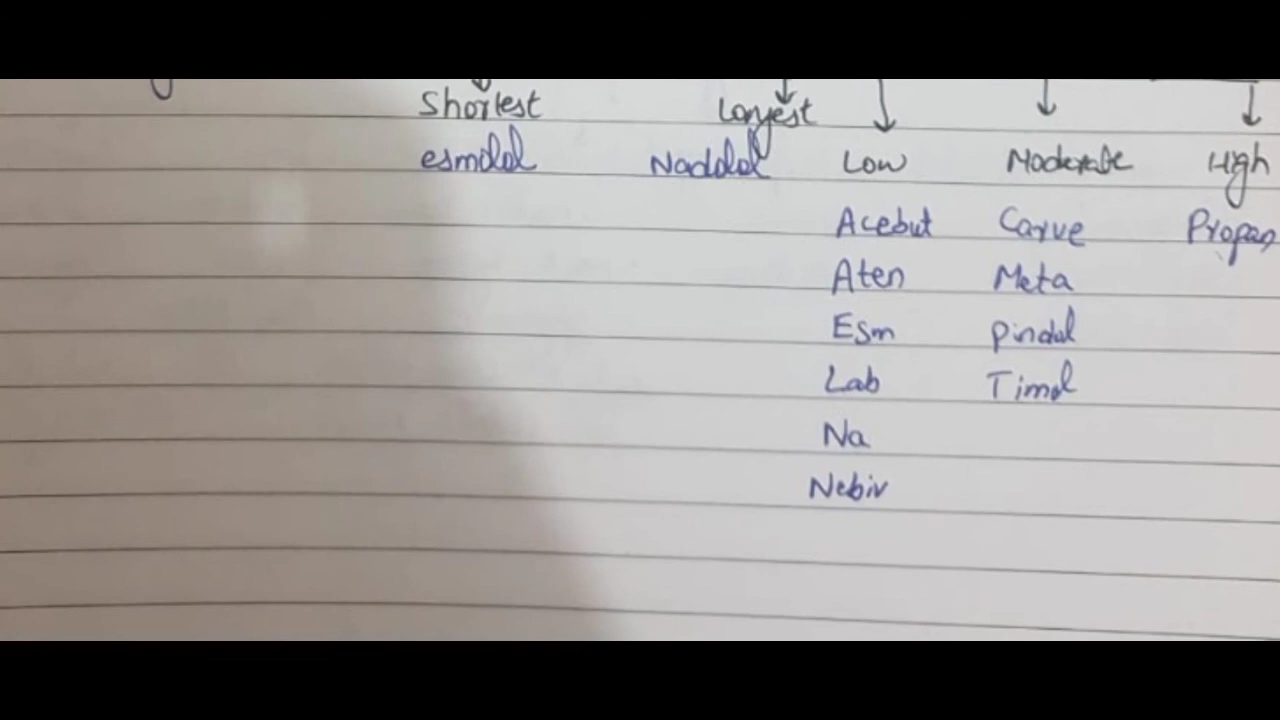 Shortest Longest
esmolol Nadolol Low Moderate High
Acebut Carve Propan
Aten Meta
Esm Pindol
Lab Timol
Na
Nebiv